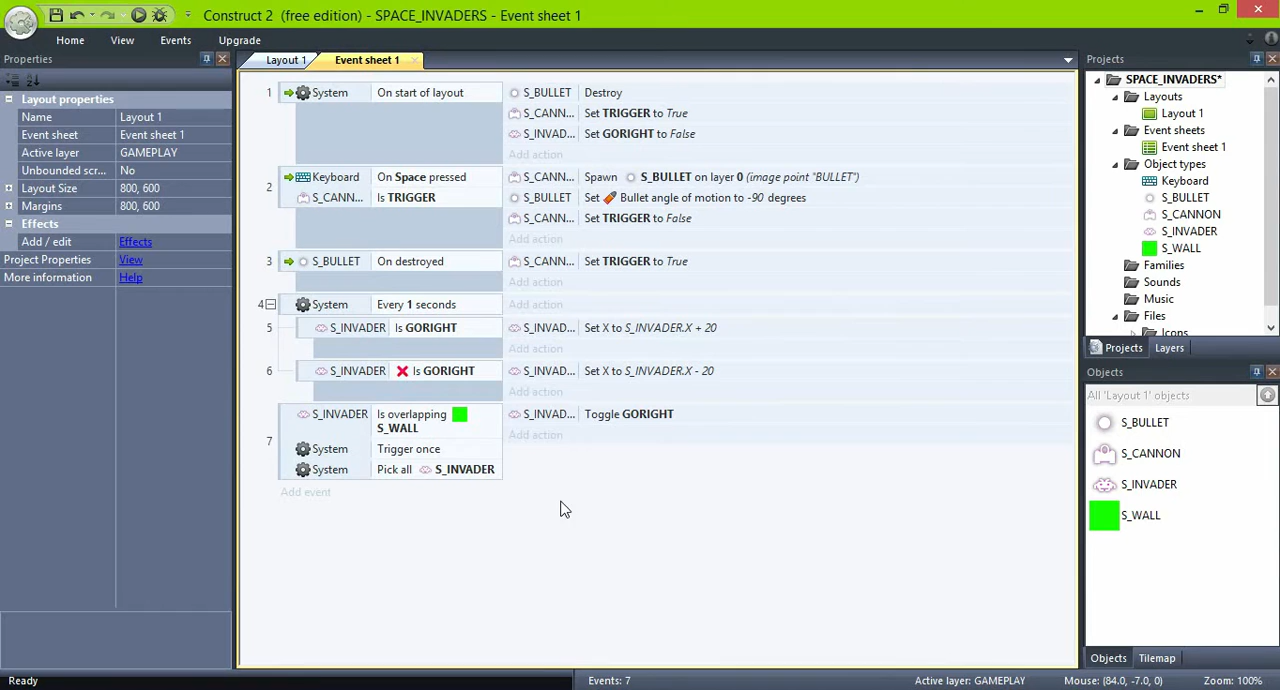 Construct 2 (free edition) - SPACE_INVADERS - Event sheet 1
Home View Events Upgrade
Properties
Layout properties
Name Layout 1
Event sheet Event sheet 1
Active layer GAMEPLAY
Unbounded scr... No
Layout Size 800, 600
Margins 800, 600
Effects
Add / edit Effects
Project Properties View
More information Help
Layout 1 Event sheet 1
1 System On start of layout S_BULLET Destroy
S_CANN... Set TRIGGER to True
S_INVAD... Set GORIGHT to False
Add action
2 Keyboard On Space pressed S_CANN... Spawn S_BULLET on layer 0 (image point "BULLET")
S_CANN... Is TRIGGER S_BULLET Set Bullet angle of motion to -90 degrees
S_CANN... Set TRIGGER to False
Add action
3 S_BULLET On destroyed S_CANN... Set TRIGGER to True
Add action
4 System Every 1 seconds Add action
5 S_INVADER Is GORIGHT S_INVAD... Set X to S_INVADER.X + 20
Add action
6 S_INVADER Is GORIGHT S_INVAD... Set X to S_INVADER.X - 20
Add action
7 S_INVADER Is overlapping S_WALL S_INVAD... Toggle GORIGHT
Add action
System Trigger once
System Pick all S_INVADER
Add event
Projects
SPACE_INVADERS*
Layouts
Layout 1
Event sheets
Event sheet 1
Object types
Keyboard
S_BULLET
S_CANNON
S_INVADER
S_WALL
Families
Sounds
Music
Files
Icons
Projects Layers
Objects
All 'Layout 1' objects
S_BULLET
S_CANNON
S_INVADER
S_WALL
Objects Tilemap
Ready Events: 7 Active layer: GAMEPLAY Mouse: (84.0, -7.0, 0) Zoom: 100%